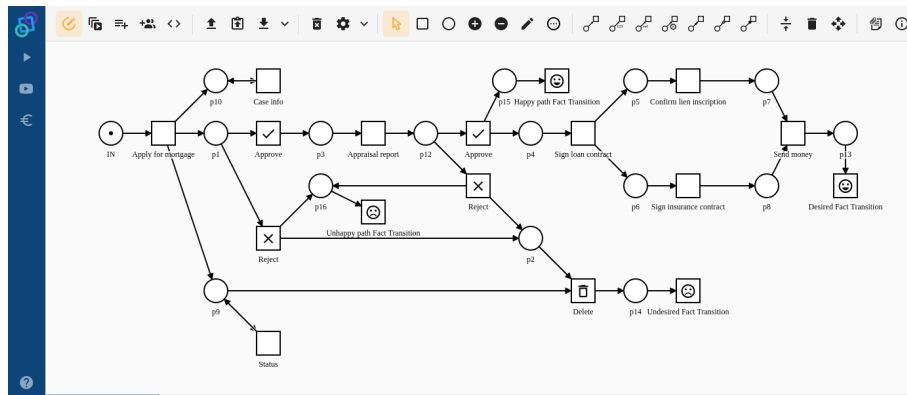 p10
Case info
p15
Happy path Fact Transition
p5
Confirm lien inscription
p7
IN
Apply for mortgage
p1
Approve
p3
Appraisal report
p12
Approve
p4
Sign loan contract
Send money
p13
p16
Reject
p6
Sign insurance contract
p8
Desired Fact Transition
Unhappy path Fact Transition
Reject
p2
p9
Delete
p14
Undesired Fact Transition
Status